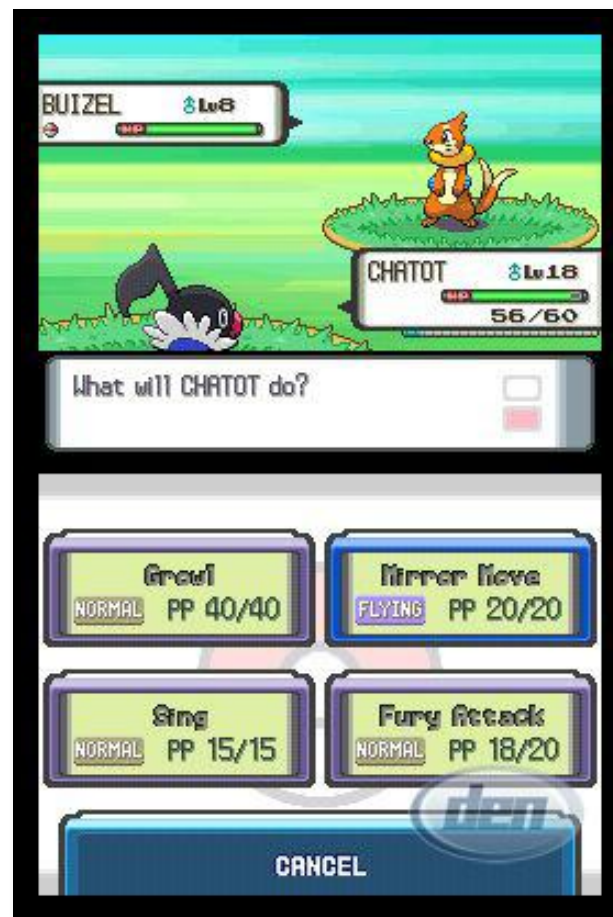 BUIZEL ♂Lv8
HP
CHATOT ♂Lv18
HP
56/60
What will CHATOT do?
Growl
NORMAL PP 40/40
Mirror Move
FLYING PP 20/20
Sing
NORMAL PP 15/15
Fury Attack
NORMAL PP 18/20
den
CANCEL